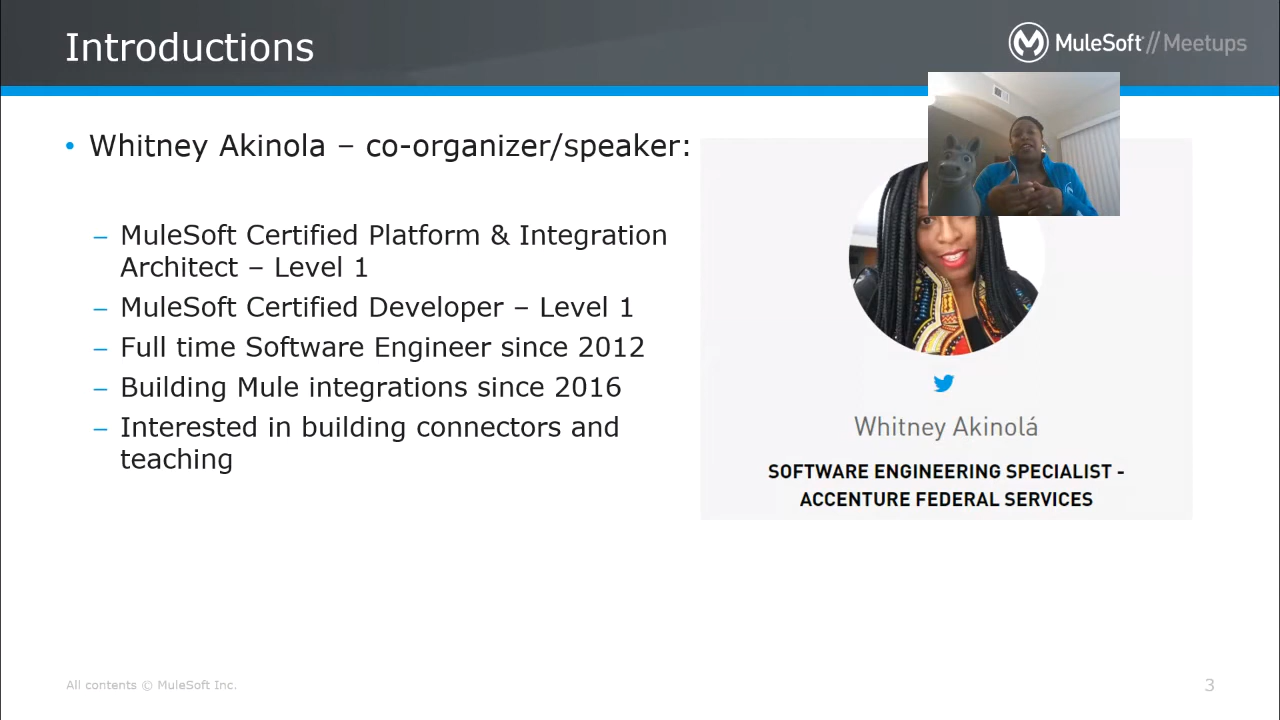 Introductions
MuleSoft // Meetups
• Whitney Akinola – co-organizer/speaker:
– MuleSoft Certified Platform & Integration
Architect – Level 1
– MuleSoft Certified Developer – Level 1
– Full time Software Engineer since 2012
– Building Mule integrations since 2016
– Interested in building connectors and
teaching
Whitney Akinolá
SOFTWARE ENGINEERING SPECIALIST -
ACCENTURE FEDERAL SERVICES
All contents © MuleSoft Inc.
3